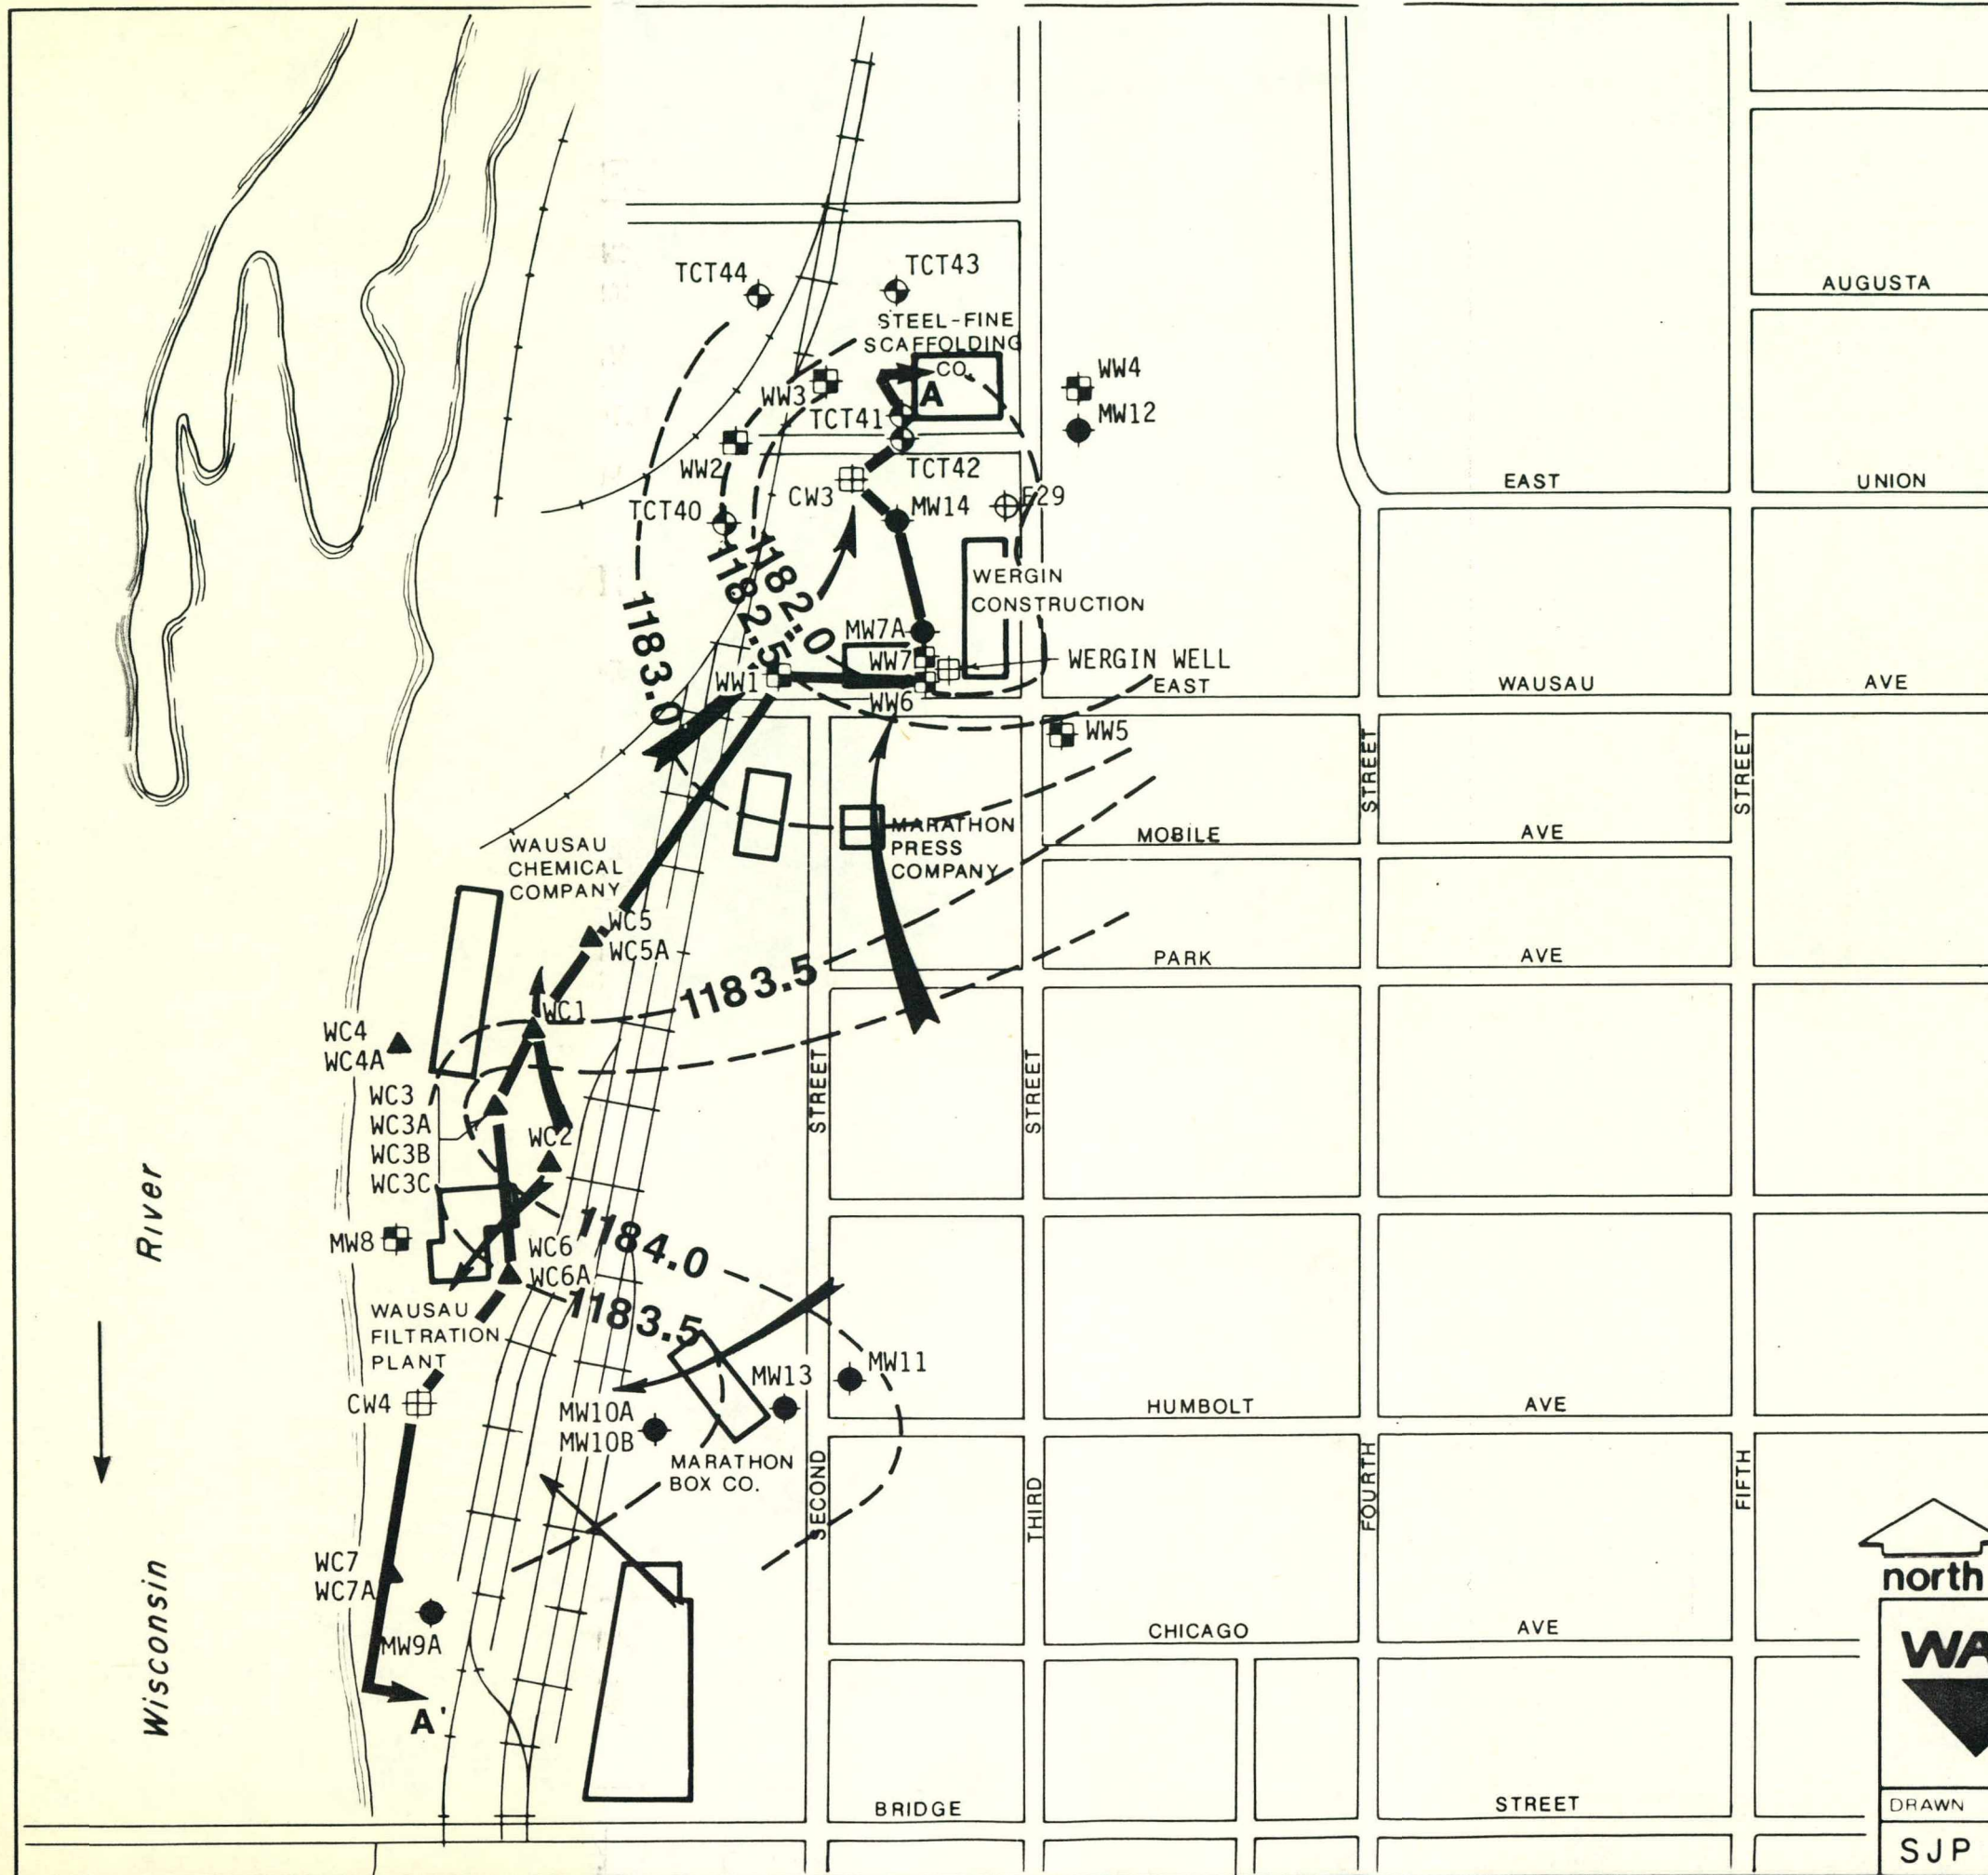 AUGUSTA
TCT44
TCT43
STEEL-FINE
SCAFFOLDING
CO.
WW3
A
WW4
TCT41
MW12
WW2
TCT42
EAST
UNION
CW3
TCT40
MW14
E29
1182.0
1182.5
1183.0
WERGIN
CONSTRUCTION
MW7A
WW7
WERGIN WELL
WW1
EAST
WAUSAU
AVE
WW6
WW5
STREET
STREET
MARATHON
PRESS
COMPANY
MOBILE
AVE
WAUSAU
CHEMICAL
COMPANY
WC5
WC5A
PARK
AVE
1183.5
WC1
WC4
WC4A
STREET
STREET
WC3
WC3A
WC3B
WC3C
WC2
River
MW8
1184.0
WC6
WC6A
1183.5
WAUSAU
FILTRATION
PLANT
MW13
MW11
CW4
MW10A
MW10B
HUMBOLT
AVE
MARATHON
BOX CO.
SECOND
THIRD
FOURTH
FIFTH
Wisconsin
WC7
WC7A
MW9A
north
CHICAGO
AVE
WA
A'
BRIDGE
STREET
DRAWN
SJP